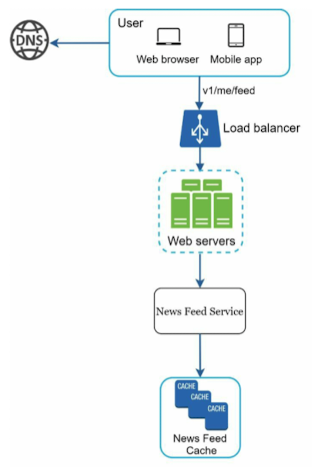 User
DNS
Web browser
Mobile app
v1/me/feed
Load balancer
Web servers
News Feed Service
CACHE
CACHE
CACHE
News Feed
Cache